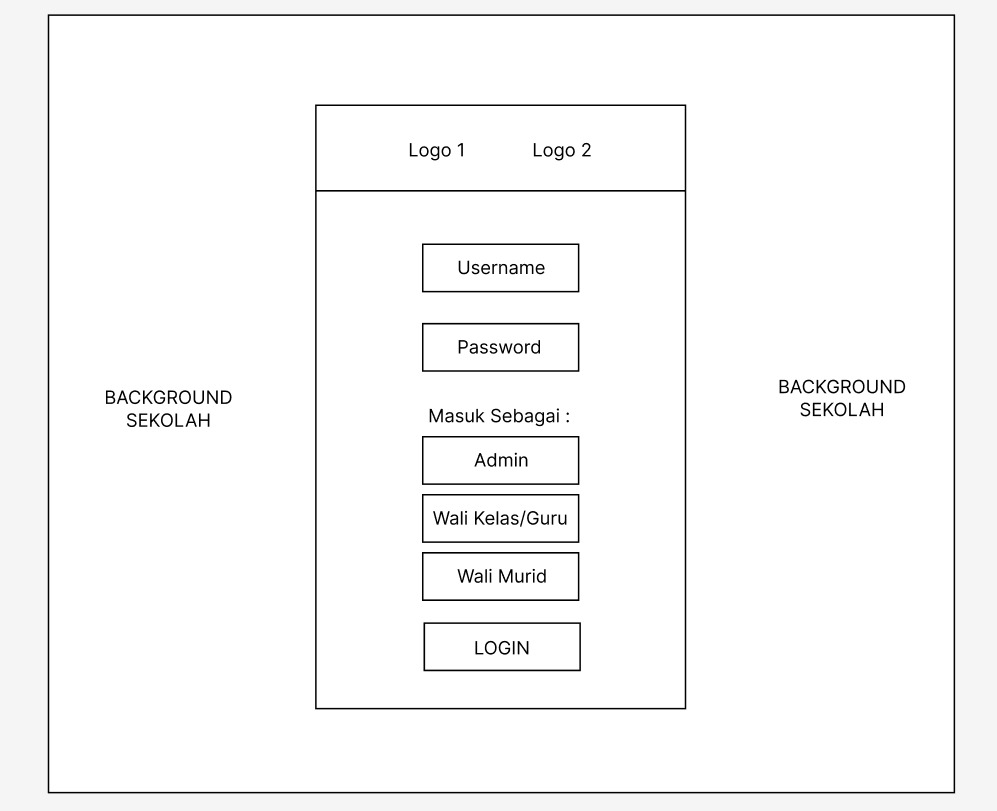 Logo 1
Logo 2
Username
Password
BACKGROUND
SEKOLAH
BACKGROUND
SEKOLAH
Masuk Sebagai :
Admin
Wali Kelas/Guru
Wali Murid
LOGIN